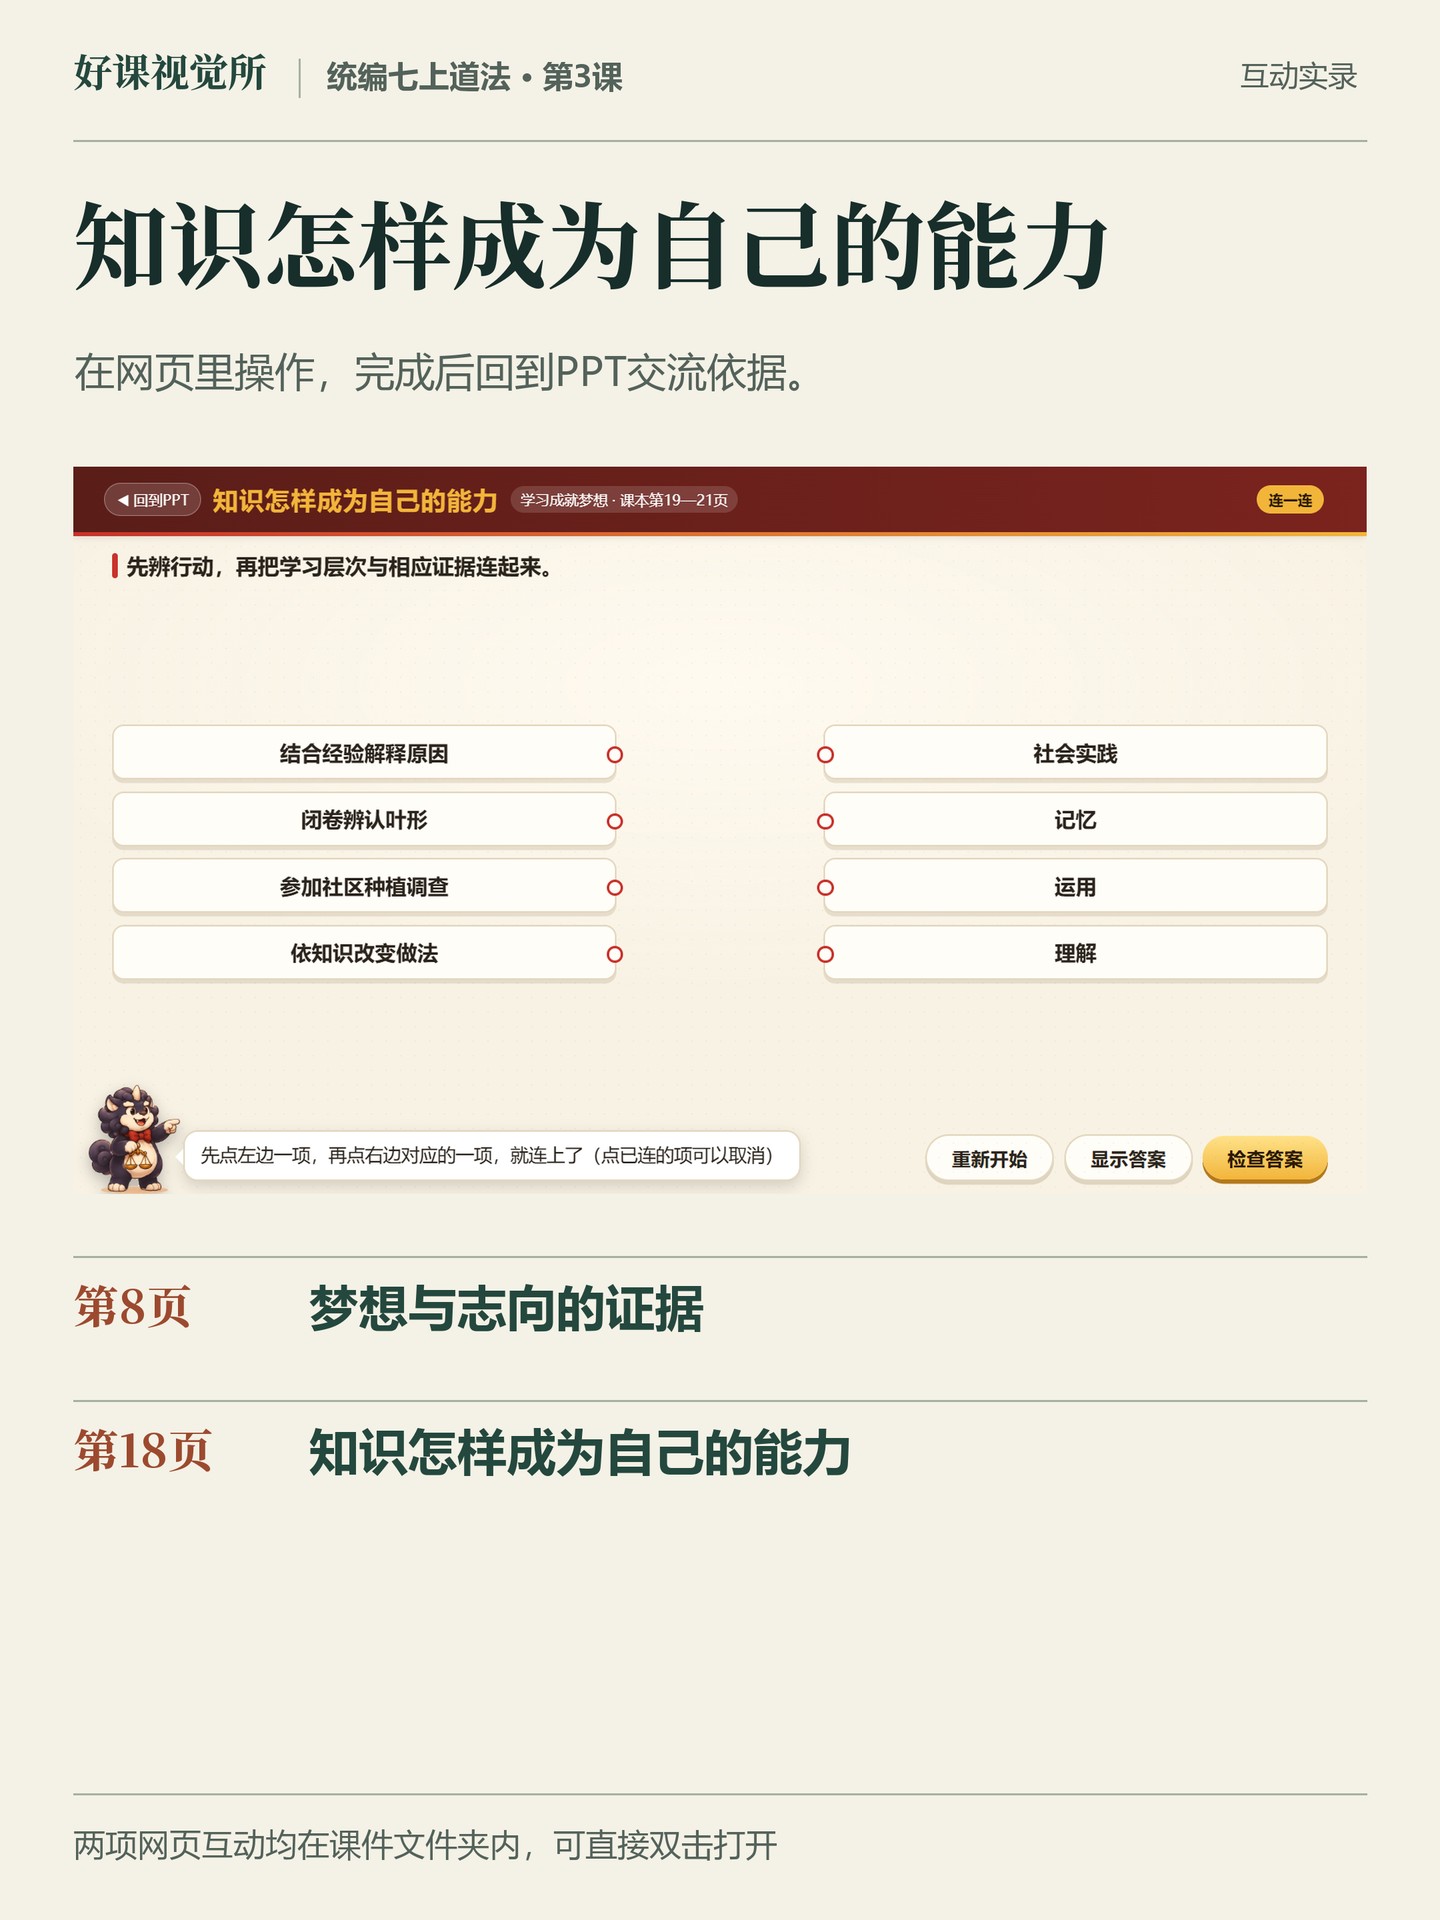 好课视觉所
统编七上道法·第3课
互动实录
知识怎样成为自己的能力
在网页里操作，完成后回到PPT交流依据。
◀回到PPT
知识怎样成为自己的能力
学习成就梦想·课本第19—21页
连一连
先辨行动，再把学习层次与相应证据连起来。
结合经验解释原因
社会实践
闭卷辨认叶形
记忆
参加社区种植调查
运用
依知识改变做法
理解
先点左边一项，再点右边对应的一项，就连上了（点已连的项可以取消）
重新开始
显示答案
检查答案
第8页
梦想与志向的证据
第18页
知识怎样成为自己的能力
两项网页互动均在课件文件夹内，可直接双击打开